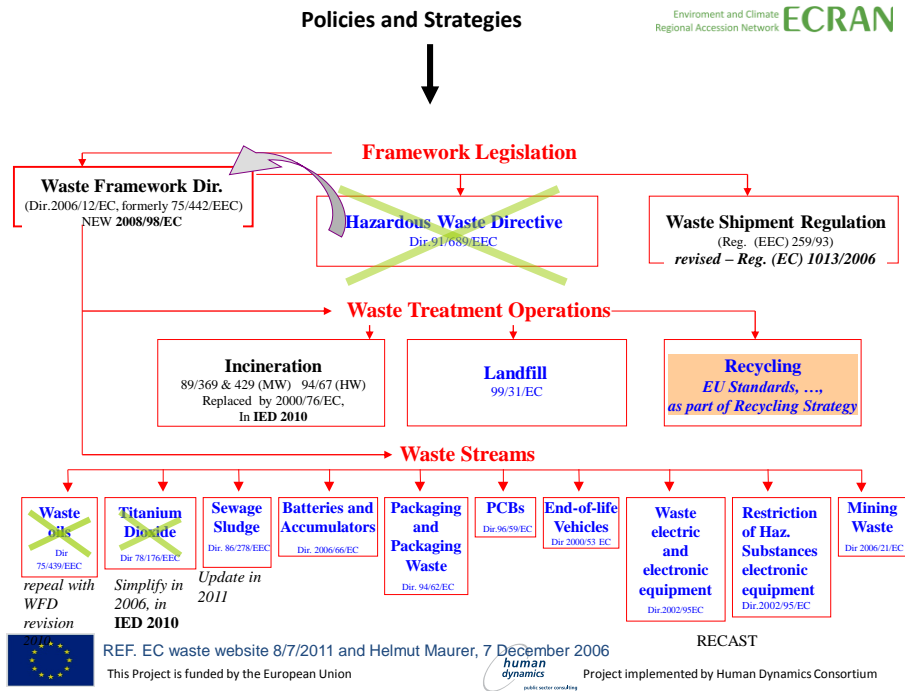 Policies and Strategies
Enviroment and Climate
Regional Accession Network ECRAN
Framework Legislation
Waste Framework Dir.
(Dir.2006/12/EC, formerly 75/442/EEC)
NEW 2008/98/EC
Hazardous Waste Directive
Dir.91/689/EEC
Waste Shipment Regulation
(Reg. (EEC) 259/93)
revised – Reg. (EC) 1013/2006
Waste Treatment Operations
Incineration
89/369 & 429 (MW) 94/67 (HW)
Replaced by 2000/76/EC,
In IED 2010
Landfill
99/31/EC
Recycling
EU Standards, …,
as part of Recycling Strategy
Waste Streams
Waste
oils
Dir
75/439/EEC
repeal with
WFD
revision
2010
Titanium
Dioxide
Dir 78/176/EEC
Simplify in
2006, in
IED 2010
Sewage
Sludge
Dir. 86/278/EEC
Update in
2011
Batteries and
Accumulators
Dir. 2006/66/EC
Packaging
and
Packaging
Waste
Dir. 94/62/EC
PCBs
Dir.96/59/EC
End-of-life
Vehicles
Dir 2000/53 EC
Waste
electric
and
electronic
equipment
Dir.2002/95EC
Restriction
of Haz.
Substances
electronic
equipment
Dir.2002/95/EC
Mining
Waste
Dir 2006/21/EC
RECAST
REF. EC waste website 8/7/2011 and Helmut Maurer, 7 December 2006
This Project is funded by the European Union
human
dynamics
public sector consulting
Project implemented by Human Dynamics Consortium